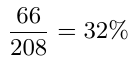 66/208 = 32%